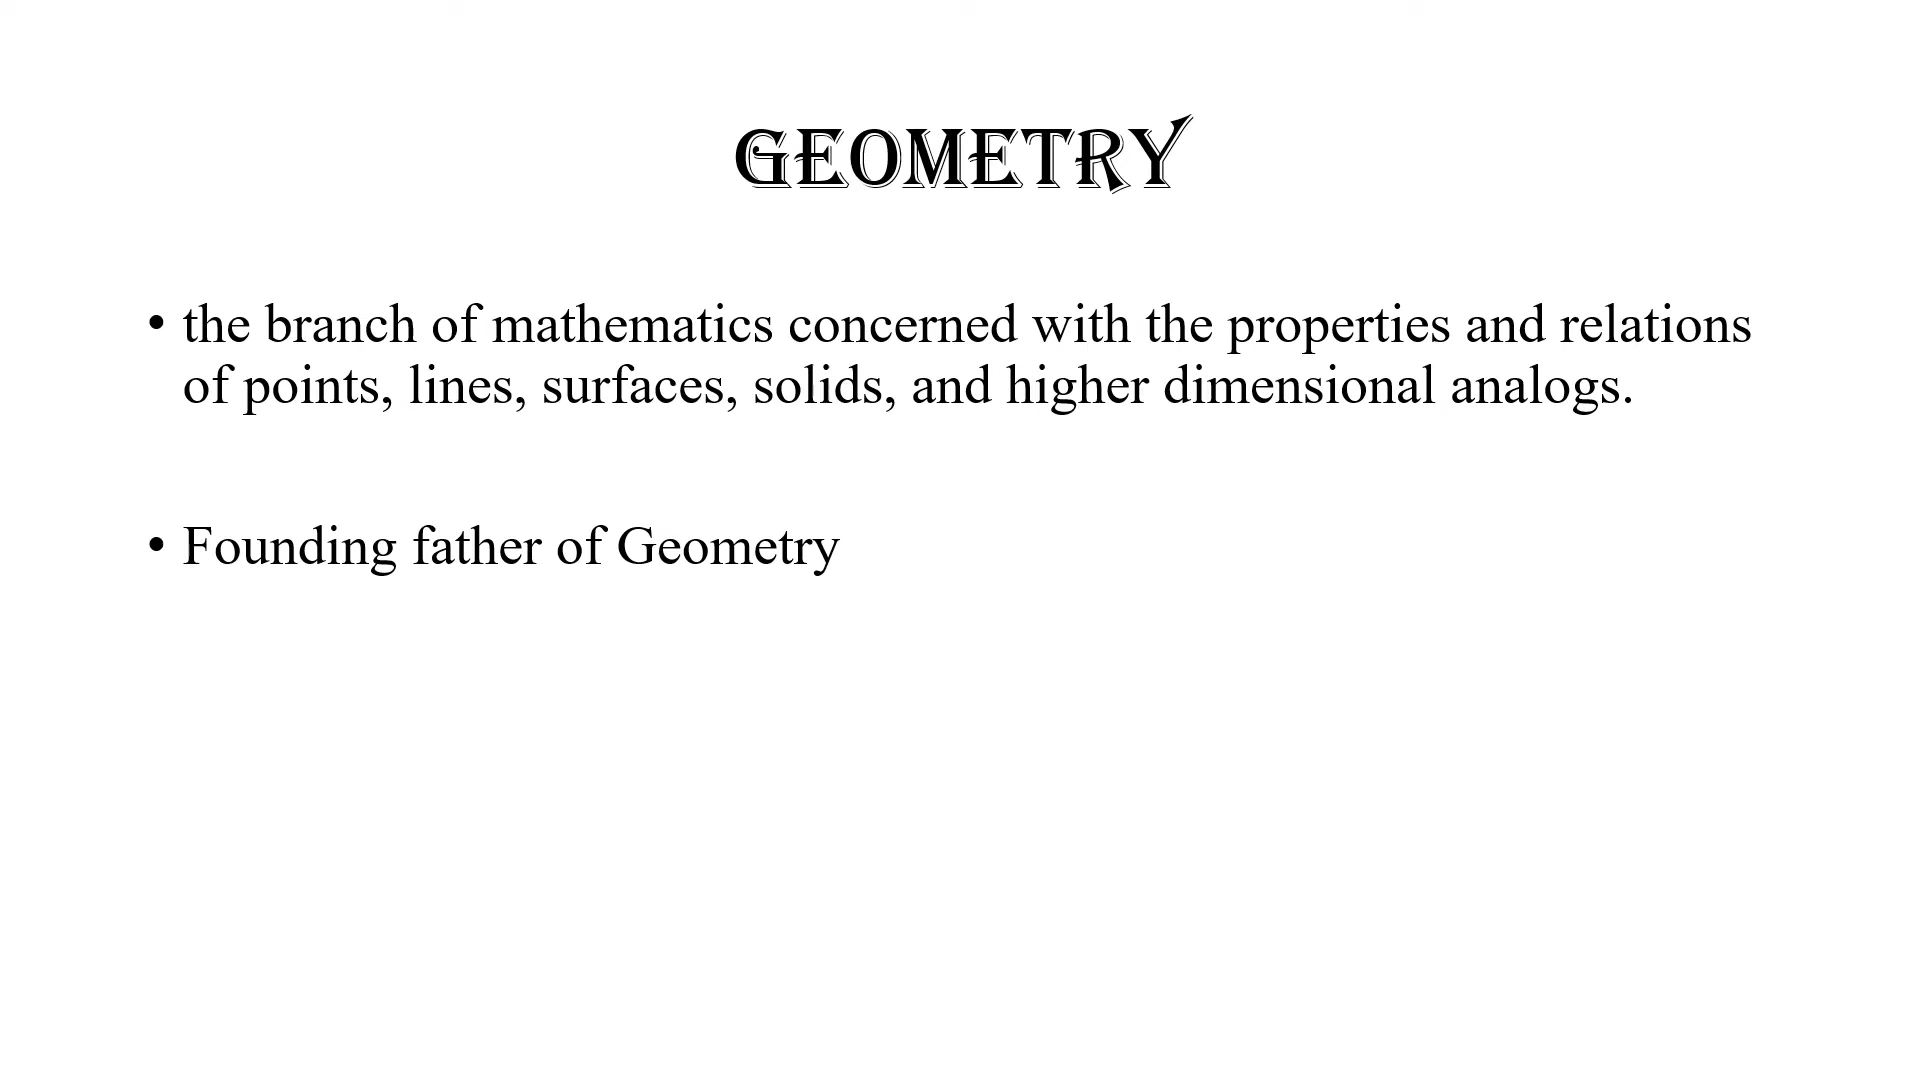 GEOMETRY
• the branch of mathematics concerned with the properties and relations
of points, lines, surfaces, solids, and higher dimensional analogs.
• Founding father of Geometry